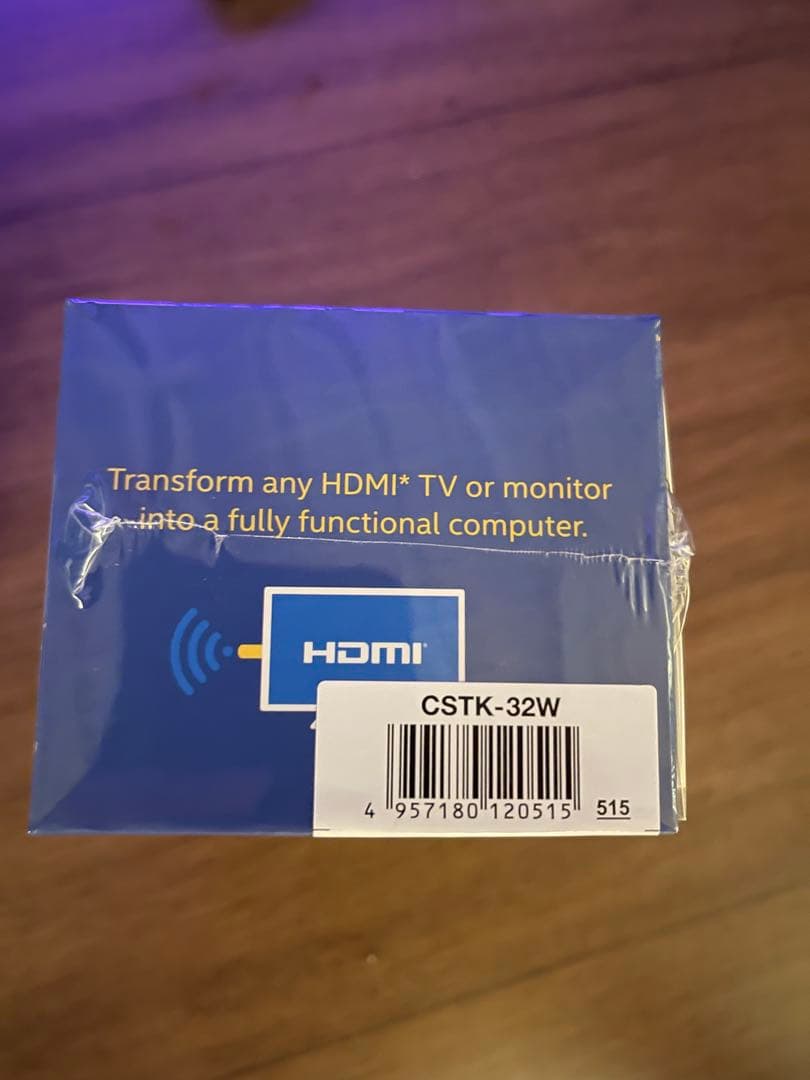 Transform any HDMI* TV or monitor
into a fully functional computer.
HDMI
CSTK-32W
4 957180 120515 515